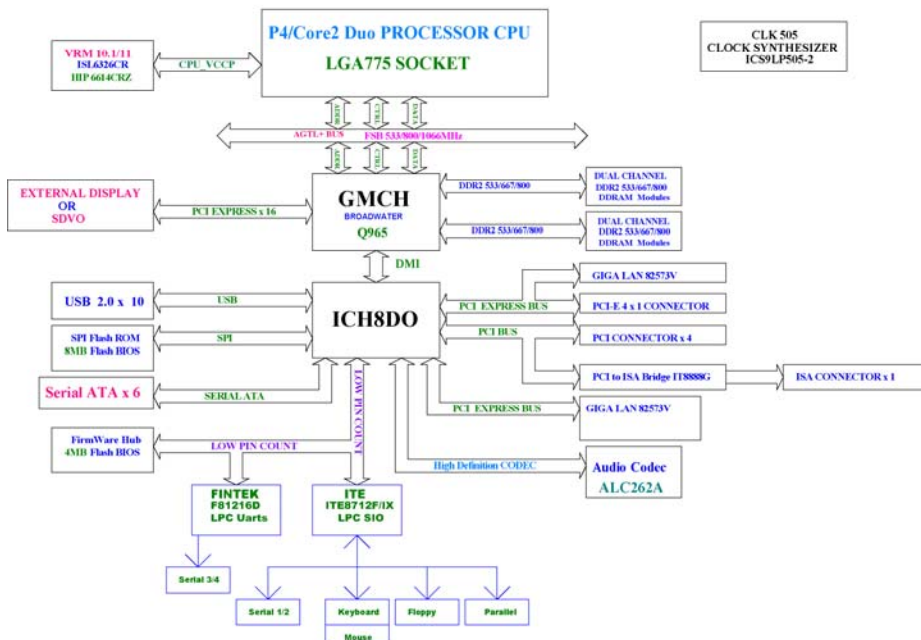 P4/Core2 Duo PROCESSOR CPU
LGA775 SOCKET
VRM 10.1/11
ISL6326CR
HIP 6614CRZ
CPU_VCCP
CLK 505
CLOCK SYNTHESIZER
ICS9LP505-2
ADDR
CTRL
DATA
AGTL+ BUS
FSB 533/800/1066MHz
ADDR
CTRL
DATA
GMCH
BROADWATER
Q965
EXTERNAL DISPLAY
OR
SDVO
PCI EXPRESS x 16
DDR2 533/667/800
DUAL CHANNEL
DDR2 533/667/800
DDRAM Modules
DDR2 533/667/800
DUAL CHANNEL
DDR2 533/667/800
DDRAM Modules
DMI
ICH8DO
USB 2.0 x 10
USB
SPI Flash ROM
8MB Flash BIOS
SPI
Serial ATA x 6
SERIAL ATA
FirmWare Hub
4MB Flash BIOS
LOW PIN COUNT
LOW PIN COUNT
GIGA LAN 82573V
PCI EXPRESS BUS
PCI-E 4 x 1 CONNECTOR
PCI BUS
PCI CONNECTOR x 4
PCI to ISA Bridge IT8888G
ISA CONNECTOR x 1
PCI EXPRESS BUS
GIGA LAN 82573V
High Definition CODEC
Audio Codec
ALC262A
FINTEK
F81216D
LPC Uarts
ITE
ITE8712F/IX
LPC SIO
Serial 3/4
Serial 1/2
Keyboard
Mouse
Floppy
Parallel